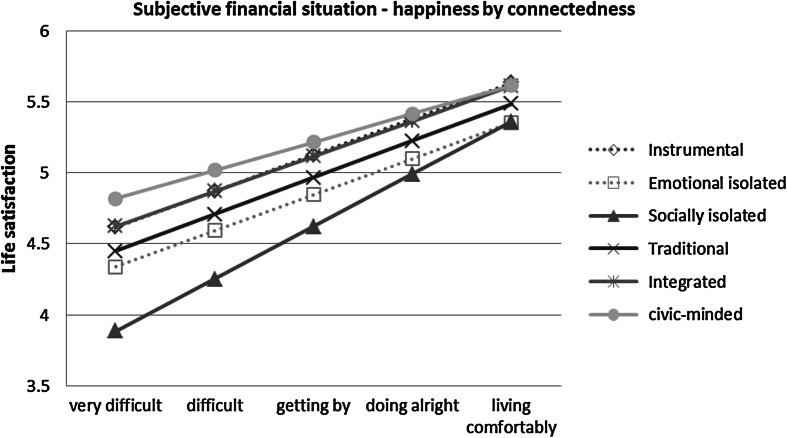 Subjective financial situation - happiness by connectedness
6
5.5
5
4.5
4
3.5
Life satisfaction
very difficult
difficult
getting by
doing alright
living
comfortably
Instrumental
Emotional isolated
Socially isolated
Traditional
Integrated
civic-minded